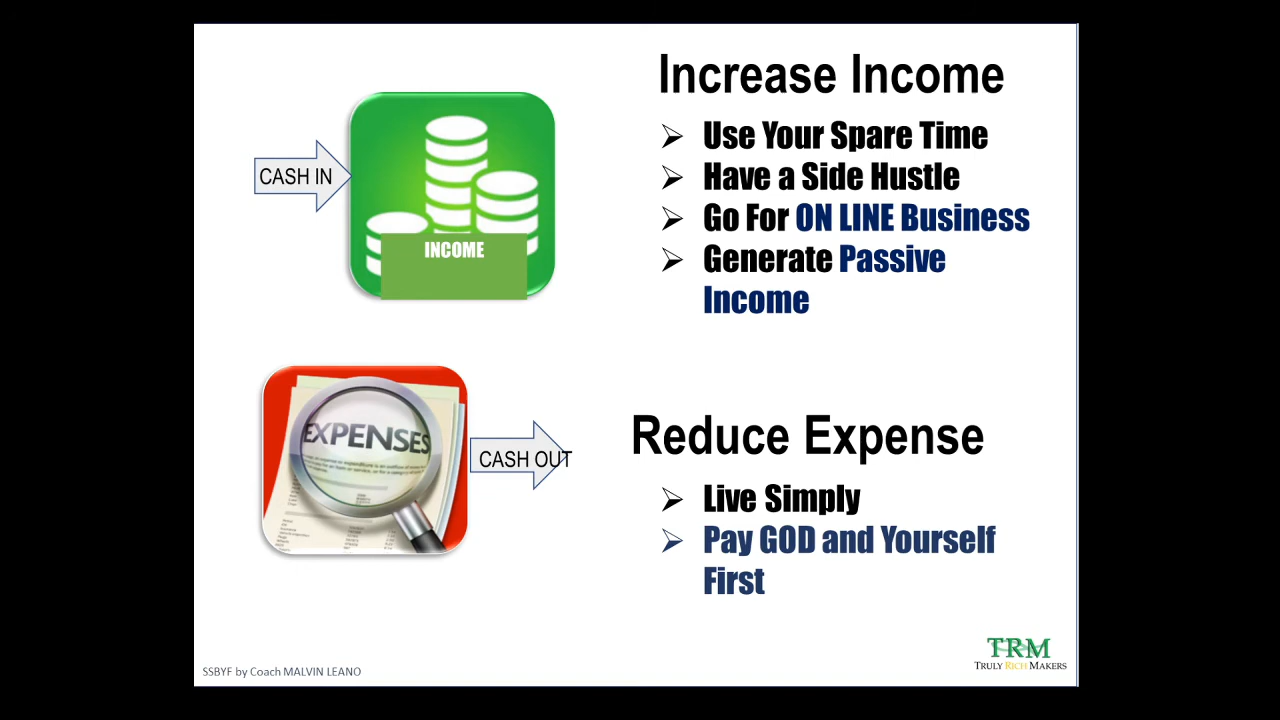 Increase Income
➢ Use Your Spare Time
➢ Have a Side Hustle
➢ Go For ON LINE Business
➢ Generate Passive
Income
CASH IN
INCOME
EXPENSES
CASH OUT
Reduce Expense
➢ Live Simply
➢ Pay GOD and Yourself
First
SSBYF by Coach MALVIN LEANO
TRM
TRULY RICH MAKERS